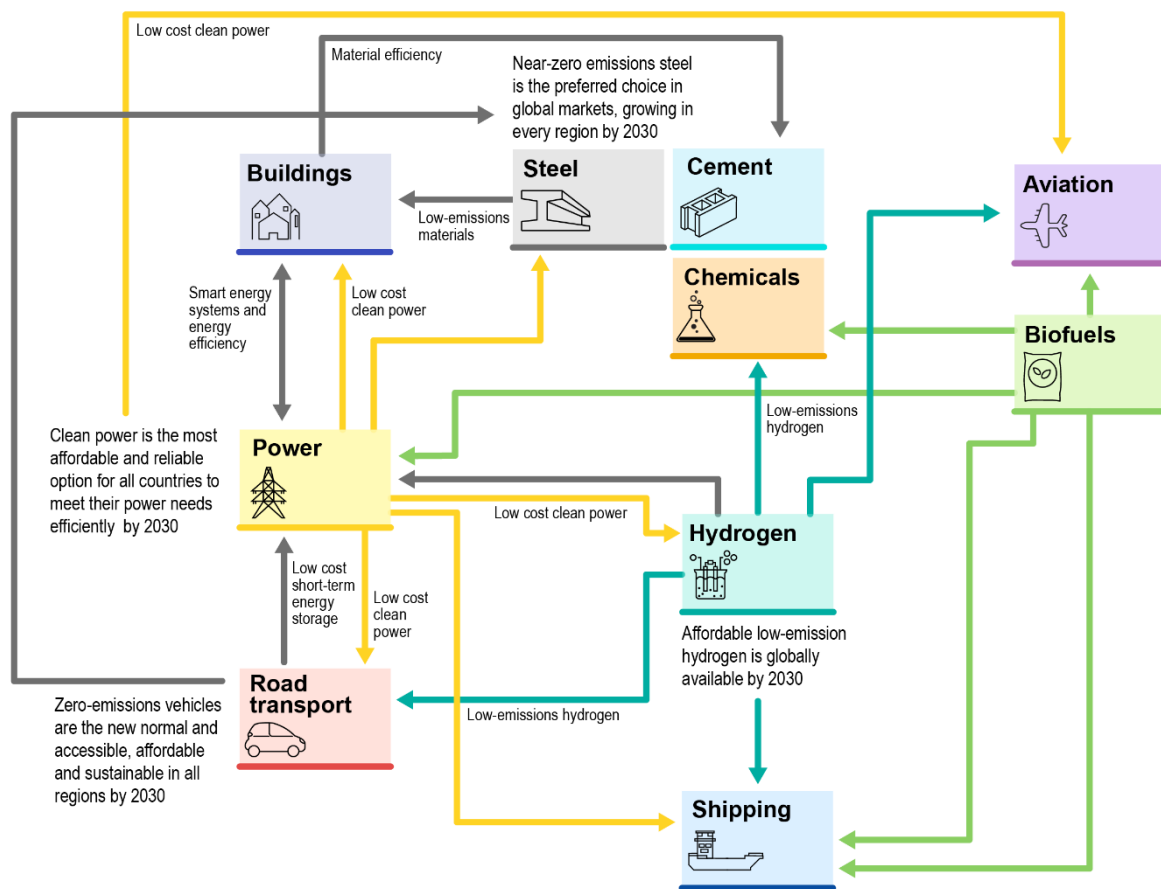 Low cost clean power
Material efficiency
Near-zero emissions steel
is the preferred choice in
global markets, growing in
every region by 2030
Buildings
Steel
Cement
Aviation
Low-emissions
materials
Chemicals
Smart energy
systems and
energy
efficiency
Low cost
clean power
Biofuels
Low-emissions
hydrogen
Clean power is the most
affordable and reliable
option for all countries to
meet their power needs
efficiently by 2030
Power
Low cost clean power
Hydrogen
Low cost
short-term
energy
storage
Low cost
clean
power
Affordable low-emission
hydrogen is globally
available by 2030
Road
transport
Low-emissions hydrogen
Zero-emissions vehicles
are the new normal and
accessible, affordable
and sustainable in all
regions by 2030
Shipping